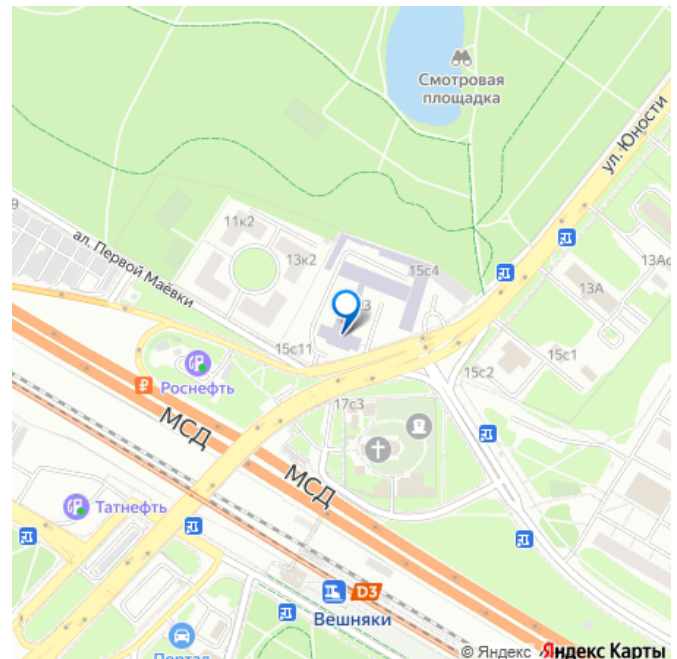 Смотровая
площадка
ул. Юности
9
11к2
ал. Первой Маёвки
13к2
15с4
13А
15с11
15с1
15с2
Роснефть
₽
17с3
МСД
МСД
Татнефть
D3
Вешняки
© Яндекс Яндекс Карты